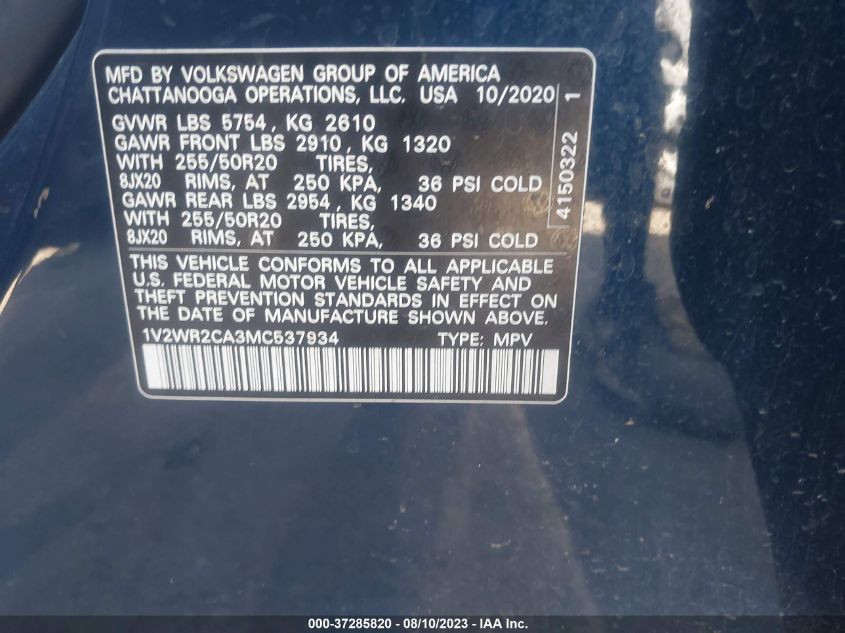 MFD BY VOLKSWAGEN GROUP OF AMERICA
CHATTANOOGA OPERATIONS, LLC. USA 10/2020
GVWR LBS 5754, KG 2610
GAWR FRONT LBS 2910, KG 1320
WITH 255/50R20 TIRES,
8JX20 RIMS, AT 250 KPA, 36 PSI COLD
GAWR REAR LBS 2954, KG 1340
WITH 255/50R20 TIRES,
8JX20 RIMS, AT 250 KPA, 36 PSI COLD
4150322 1
THIS VEHICLE CONFORMS TO ALL APPLICABLE
U.S. FEDERAL MOTOR VEHICLE SAFETY AND
THEFT PREVENTION STANDARDS IN EFFECT ON
THE DATE OF MANUFACTURE SHOWN ABOVE.
1V2WR2CA3MC537934 TYPE: MPV
000-37285820 - 08/10/2023 - IAA Inc.